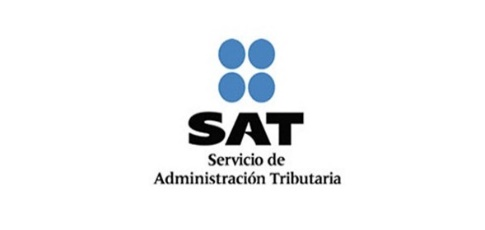 SAT
Servicio de
Administración Tributaria